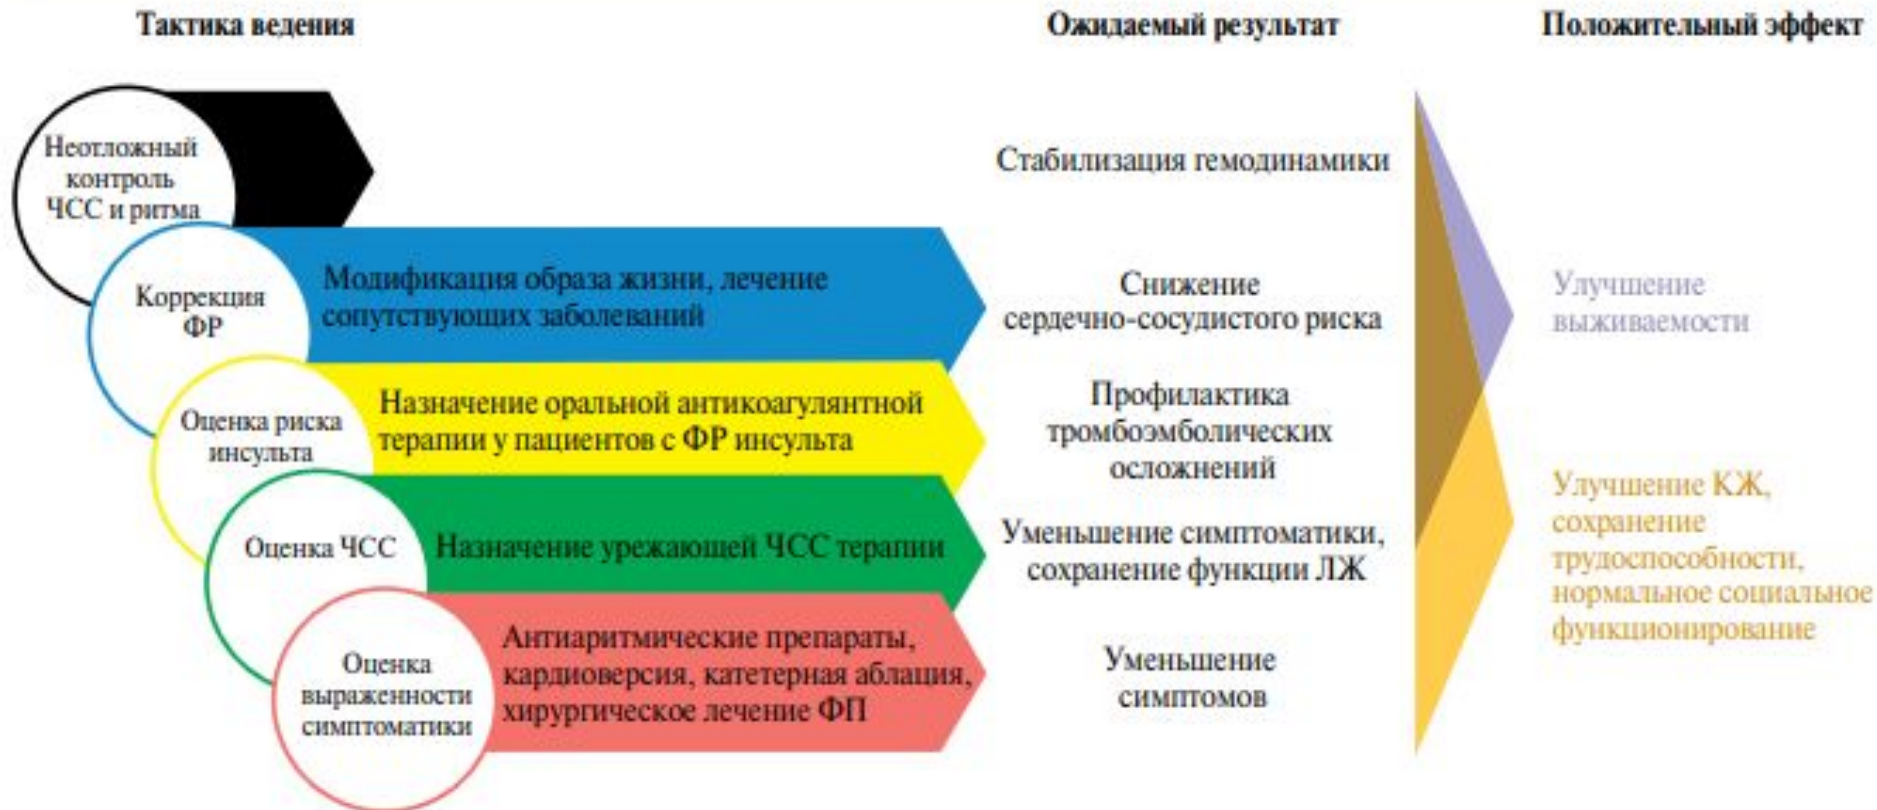 Тактика ведения
Ожидаемый результат
Положительный эффект
Неотложный
контроль
ЧСС и ритма
Стабилизация гемодинамики
Коррекция
ФР
Модификация образа жизни, лечение
сопутствующих заболеваний
Снижение
сердечно-сосудистого риска
Улучшение
выживаемости
Оценка риска
инсульта
Назначение оральной антикоагулянтной
терапии у пациентов с ФР инсульта
Профилактика
тромбоэмболических
осложнений
Оценка ЧСС
Назначение урежающей ЧСС терапии
Уменьшение симптоматики,
сохранение функции ЛЖ
Улучшение КЖ,
сохранение
трудоспособности,
нормальное социальное
функционирование
Оценка
выраженности
симптоматики
Антиаритмические препараты,
кардиоверсия, катетерная аблация,
хирургическое лечение ФП
Уменьшение
симптомов